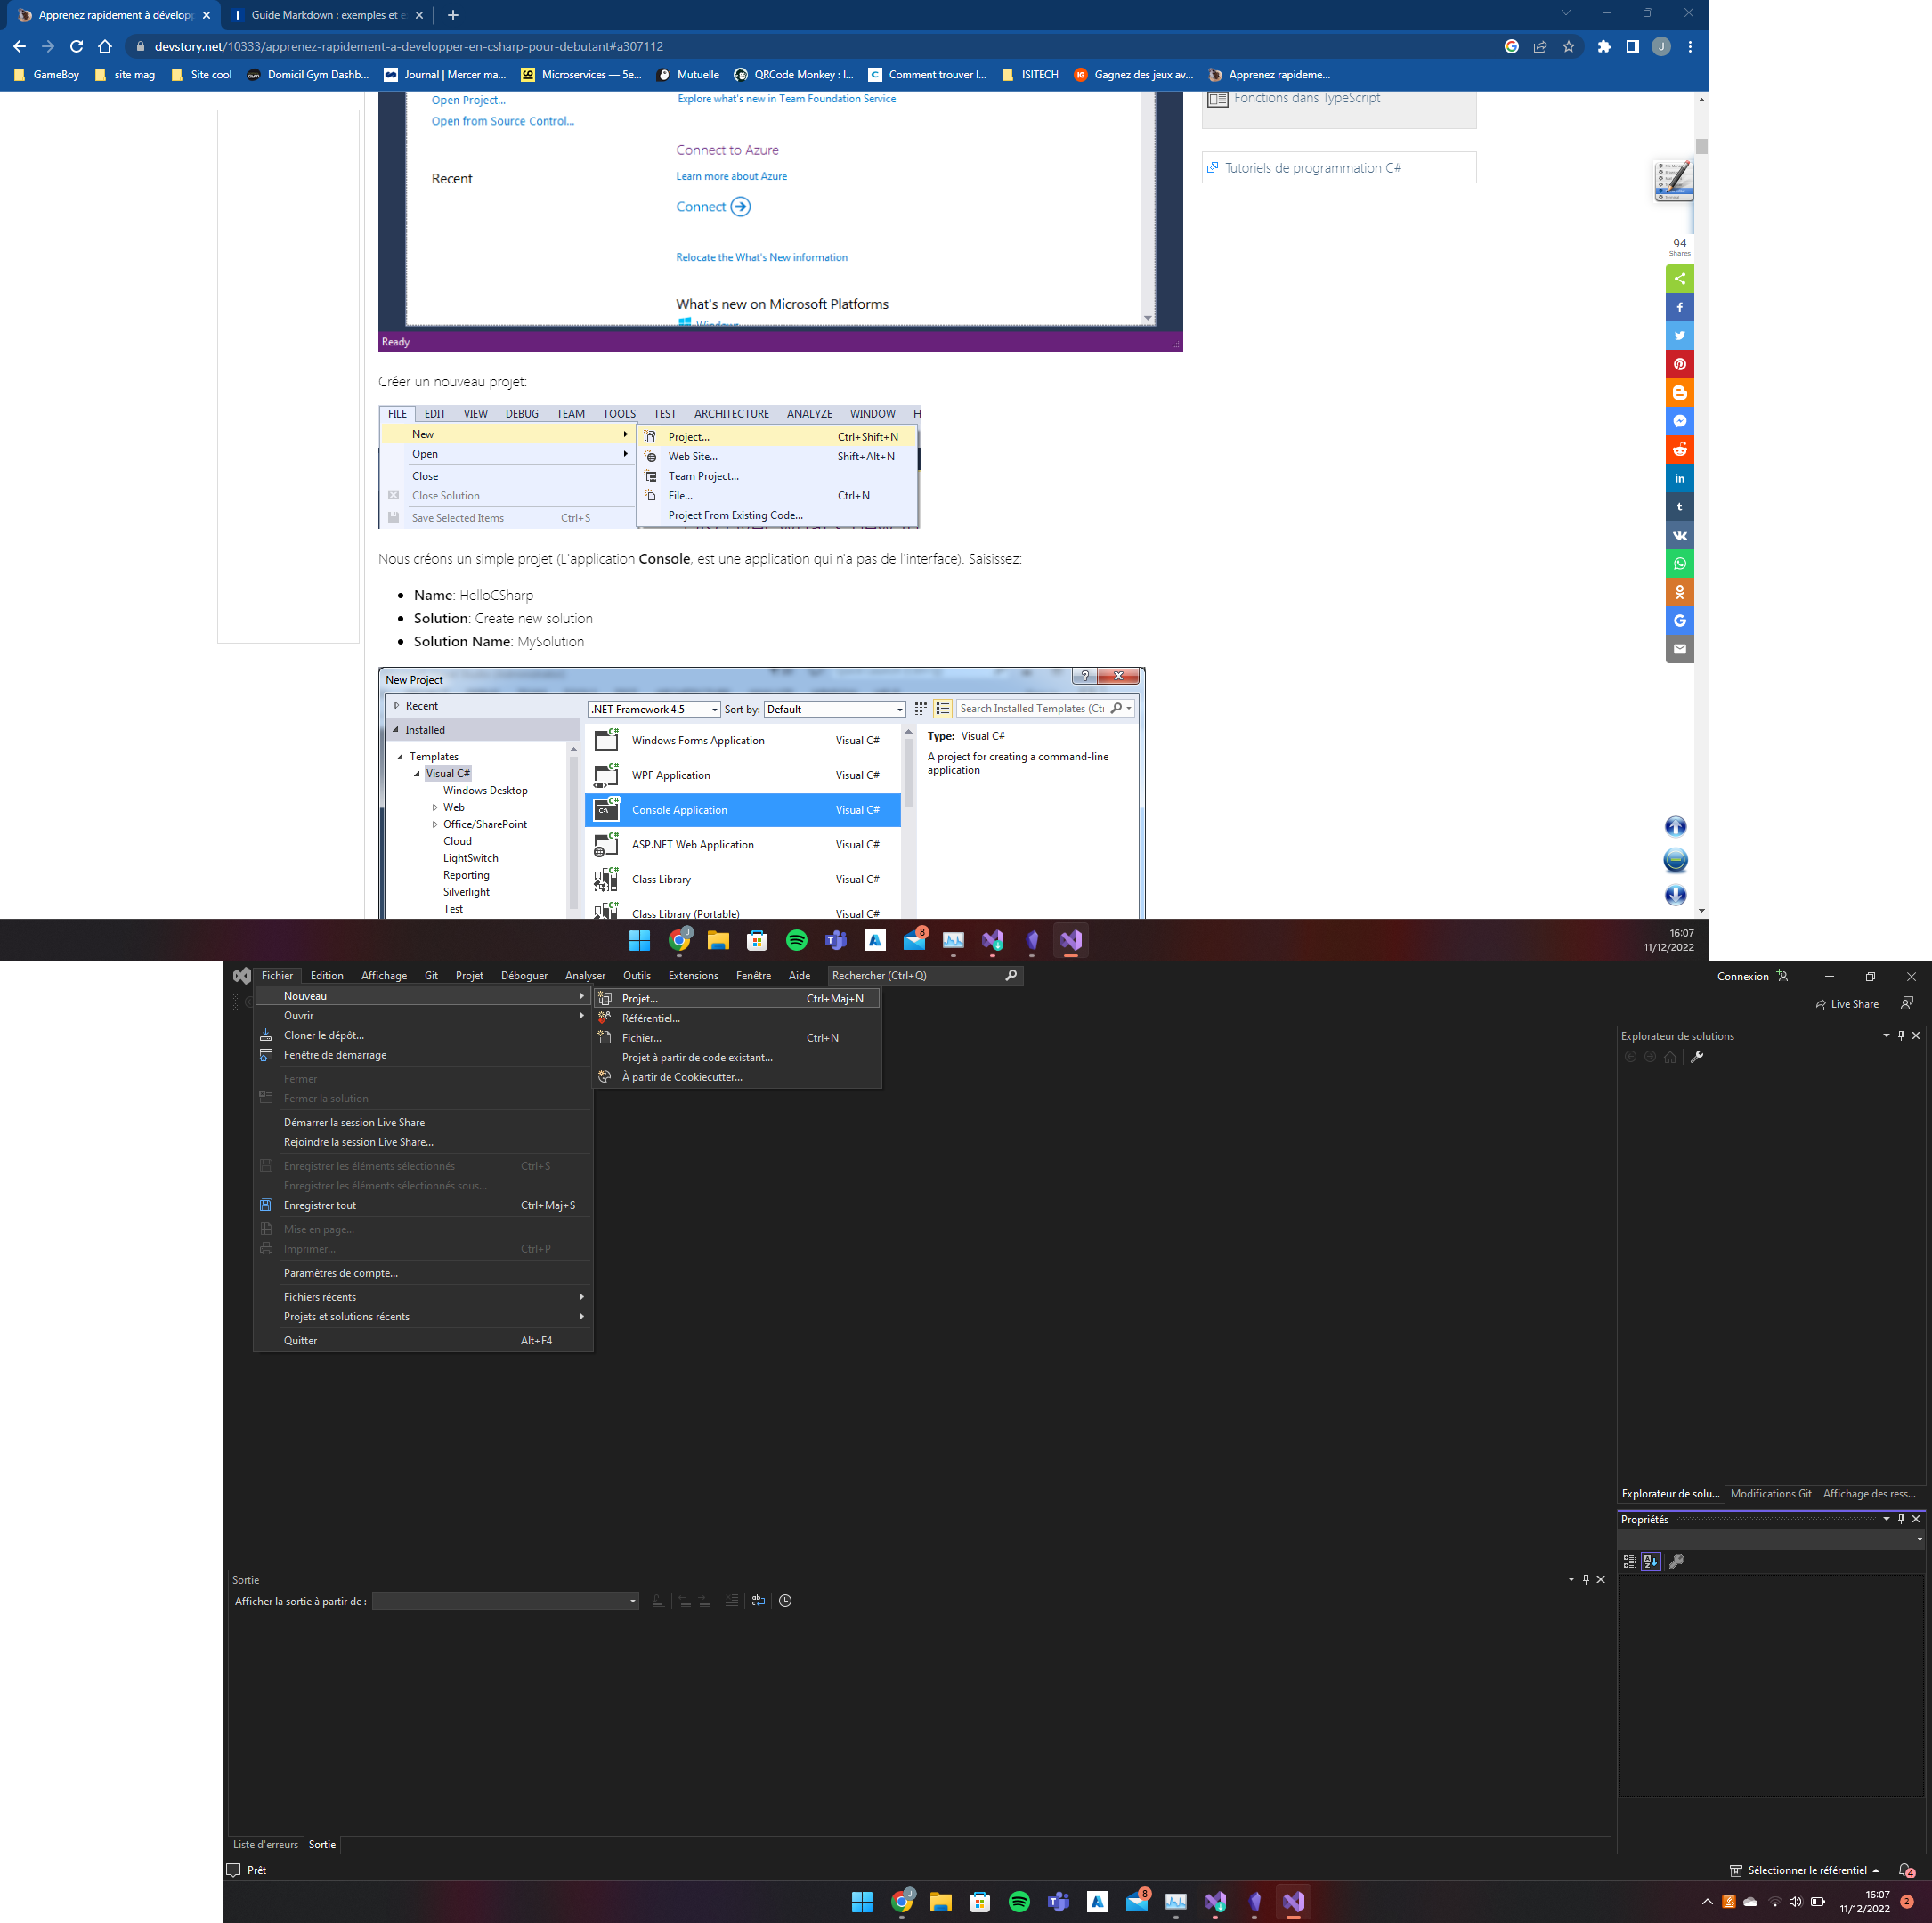 Apprenez rapidement à développ
Guide Markdown : exemples et e
devstory.net/10333/apprenez-rapidement-a-developper-en-csharp-pour-debutant#a307112
J
GameBoy
site mag
Site cool
Domicil Gym Dashb...
Journal | Mercer ma...
Microservices — 5e...
Mutuelle
QRCode Monkey : l...
Comment trouver l...
ISITECH
Gagnez des jeux av...
Apprenez rapideme...
Open Project...
Open from Source Control...
Recent
Explore what's new in Team Foundation Service
Connect to Azure
Learn more about Azure
Connect
Relocate the What's New information
What's new on Microsoft Platforms
Windows
Ready
Fonctions dans TypeScript
Tutoriels de programmation C#
94
Shares
Créer un nouveau projet:
FILE EDIT VIEW DEBUG TEAM TOOLS TEST ARCHITECTURE ANALYZE WINDOW H
New
Open
Close
Close Solution
Save Selected Items Ctrl+S
Project... Ctrl+Shift+N
Web Site... Shift+Alt+N
Team Project...
File... Ctrl+N
Project From Existing Code...
Nous créons un simple projet (L'application Console, est une application qui n'a pas de l'interface). Saisissez:
Name: HelloCSharp
Solution: Create new solution
Solution Name: MySolution
New Project
Recent
Installed
Templates
Visual C#
Windows Desktop
Web
Office/SharePoint
Cloud
LightSwitch
Reporting
Silverlight
Test
.NET Framework 4.5 Sort by: Default
Search Installed Templates (Ctr
Windows Forms Application Visual C#
WPF Application Visual C#
Console Application Visual C#
ASP.NET Web Application Visual C#
Class Library Visual C#
Class Library (Portable) Visual C#
Type: Visual C#
A project for creating a command-line
application
8
16:07
11/12/2022
Fichier Edition Affichage Git Projet Déboguer Analyser Outils Extensions Fenêtre Aide Rechercher (Ctrl+Q)
Connexion
Live Share
Nouveau
Ouvrir
Cloner le dépôt...
Fenêtre de démarrage
Fermer
Fermer la solution
Démarrer la session Live Share
Rejoindre la session Live Share...
Enregistrer les éléments sélectionnés Ctrl+S
Enregistrer les éléments sélectionnés sous...
Enregistrer tout Ctrl+Maj+S
Mise en page...
Imprimer... Ctrl+P
Paramètres de compte...
Fichiers récents
Projets et solutions récents
Quitter Alt+F4
Projet... Ctrl+Maj+N
Référentiel...
Fichier... Ctrl+N
Projet à partir de code existant...
À partir de Cookiecutter...
Explorateur de solutions
Explorateur de solu... Modifications Git Affichage des ress...
Propriétés
Sortie
Afficher la sortie à partir de :
Liste d'erreurs Sortie
Prêt
Sélectionner le référentiel
4
8
16:07
11/12/2022
2